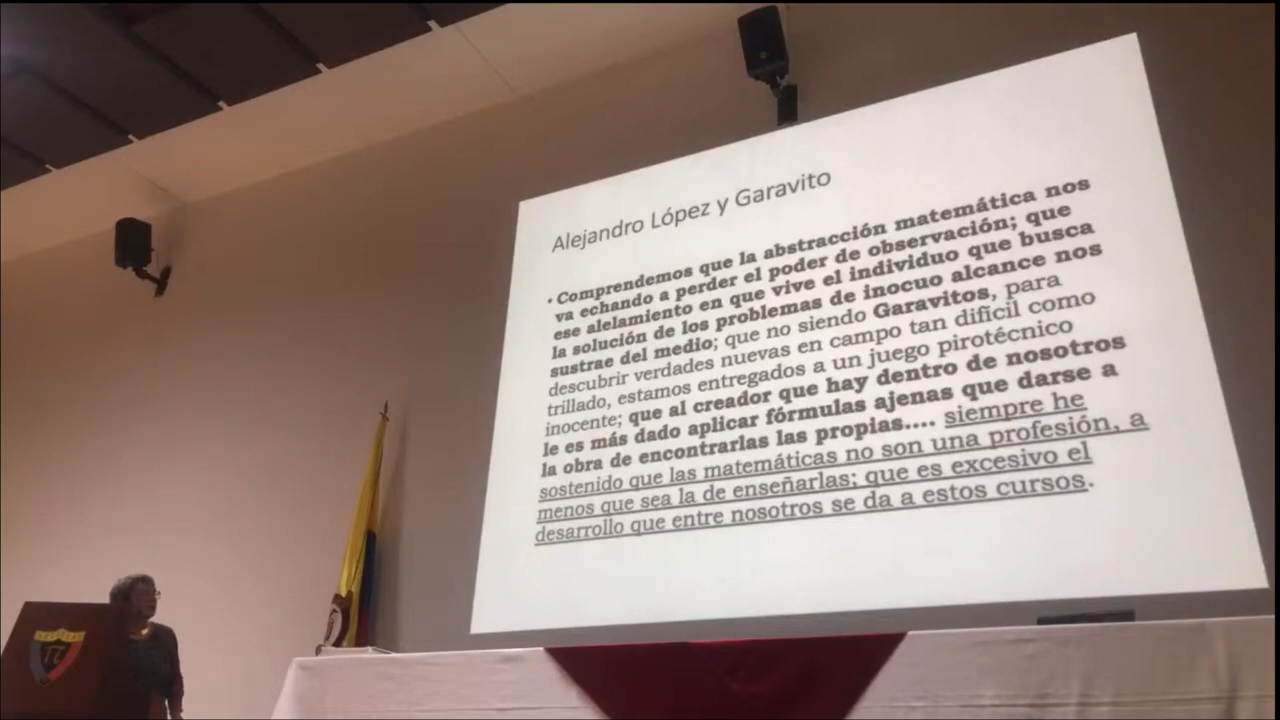 Alejandro López y Garavito
• Comprendemos que la abstracción matemática nos
va echando a perder el poder de observación; que
ese alelamiento en que vive el individuo que busca
la solución de los problemas de inocuo alcance nos
sustrae del medio; que no siendo Garavitos, para
descubrir verdades nuevas en campo tan difícil como
trillado, estamos entregados a un juego pirotécnico
inocente; que al creador que hay dentro de nosotros
le es más dado aplicar fórmulas ajenas que darse a
la obra de encontrarlas las propias.... siempre he
sostenido que las matemáticas no son una profesión, a
menos que sea la de enseñarlas; que es excesivo el
desarrollo que entre nosotros se da a estos cursos.